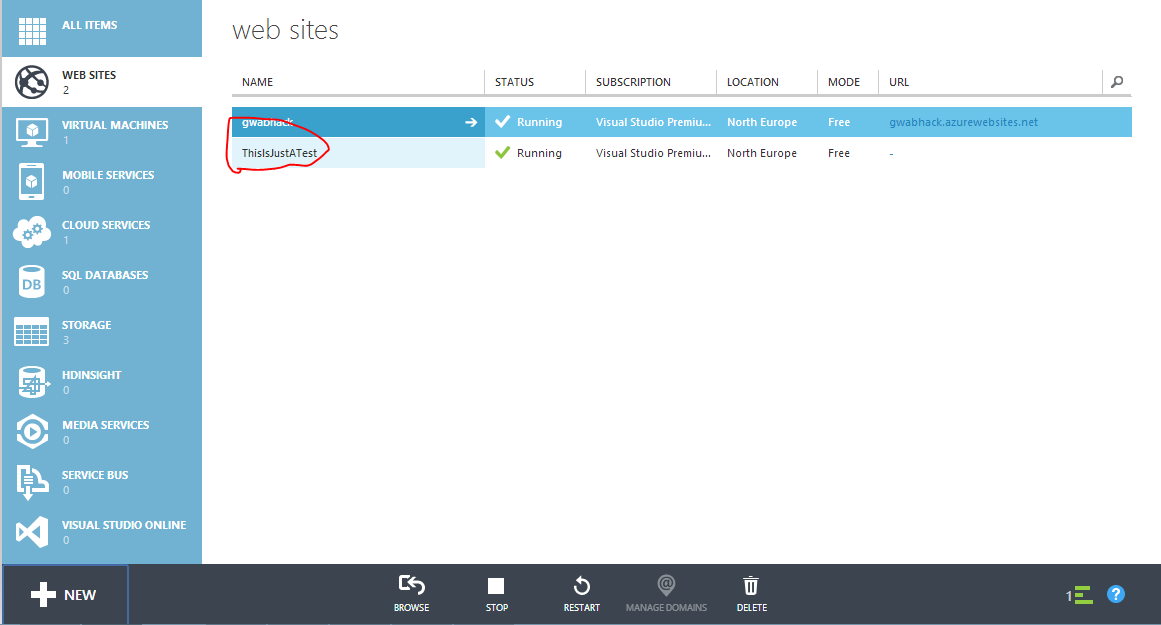 ALL ITEMS
web sites
WEB SITES
2
VIRTUAL MACHINES
1
MOBILE SERVICES
0
CLOUD SERVICES
1
DB
SQL DATABASES
0
STORAGE
3
HDINSIGHT
0
MEDIA SERVICES
0
SERVICE BUS
0
VISUAL STUDIO ONLINE
0
NAME STATUS SUBSCRIPTION LOCATION MODE URL
gwabhack Running Visual Studio Premiu... North Europe Free gwabhack.azurewebsites.net
ThisIsJustATest Running Visual Studio Premiu... North Europe Free -
NEW
BROWSE
STOP
RESTART
@
MANAGE DOMAINS
DELETE
1
?